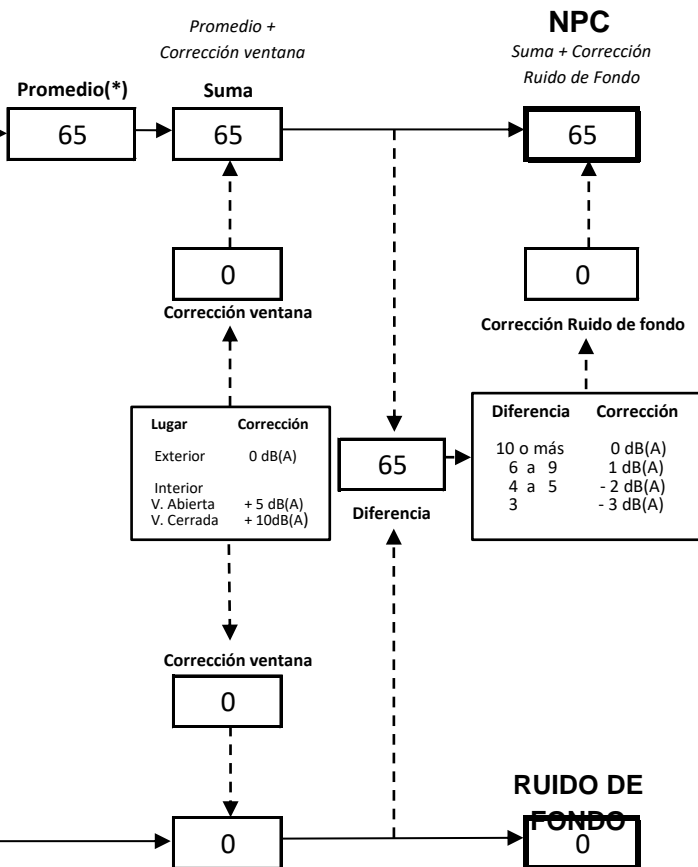 Promedio +
Corrección ventana
NPC
Suma + Corrección
Ruido de Fondo
Promedio(*)
Suma
65
65
65
0
Corrección ventana
0
Corrección Ruido de fondo
Lugar Corrección
Exterior 0 dB(A)
Interior
V. Abierta + 5 dB(A)
V. Cerrada + 10dB(A)
65
Diferencia
Diferencia Corrección
10 o más 0 dB(A)
6 a 9 1 dB(A)
4 a 5 - 2 dB(A)
3 - 3 dB(A)
Corrección ventana
0
RUIDO DE
FONDO
0
0